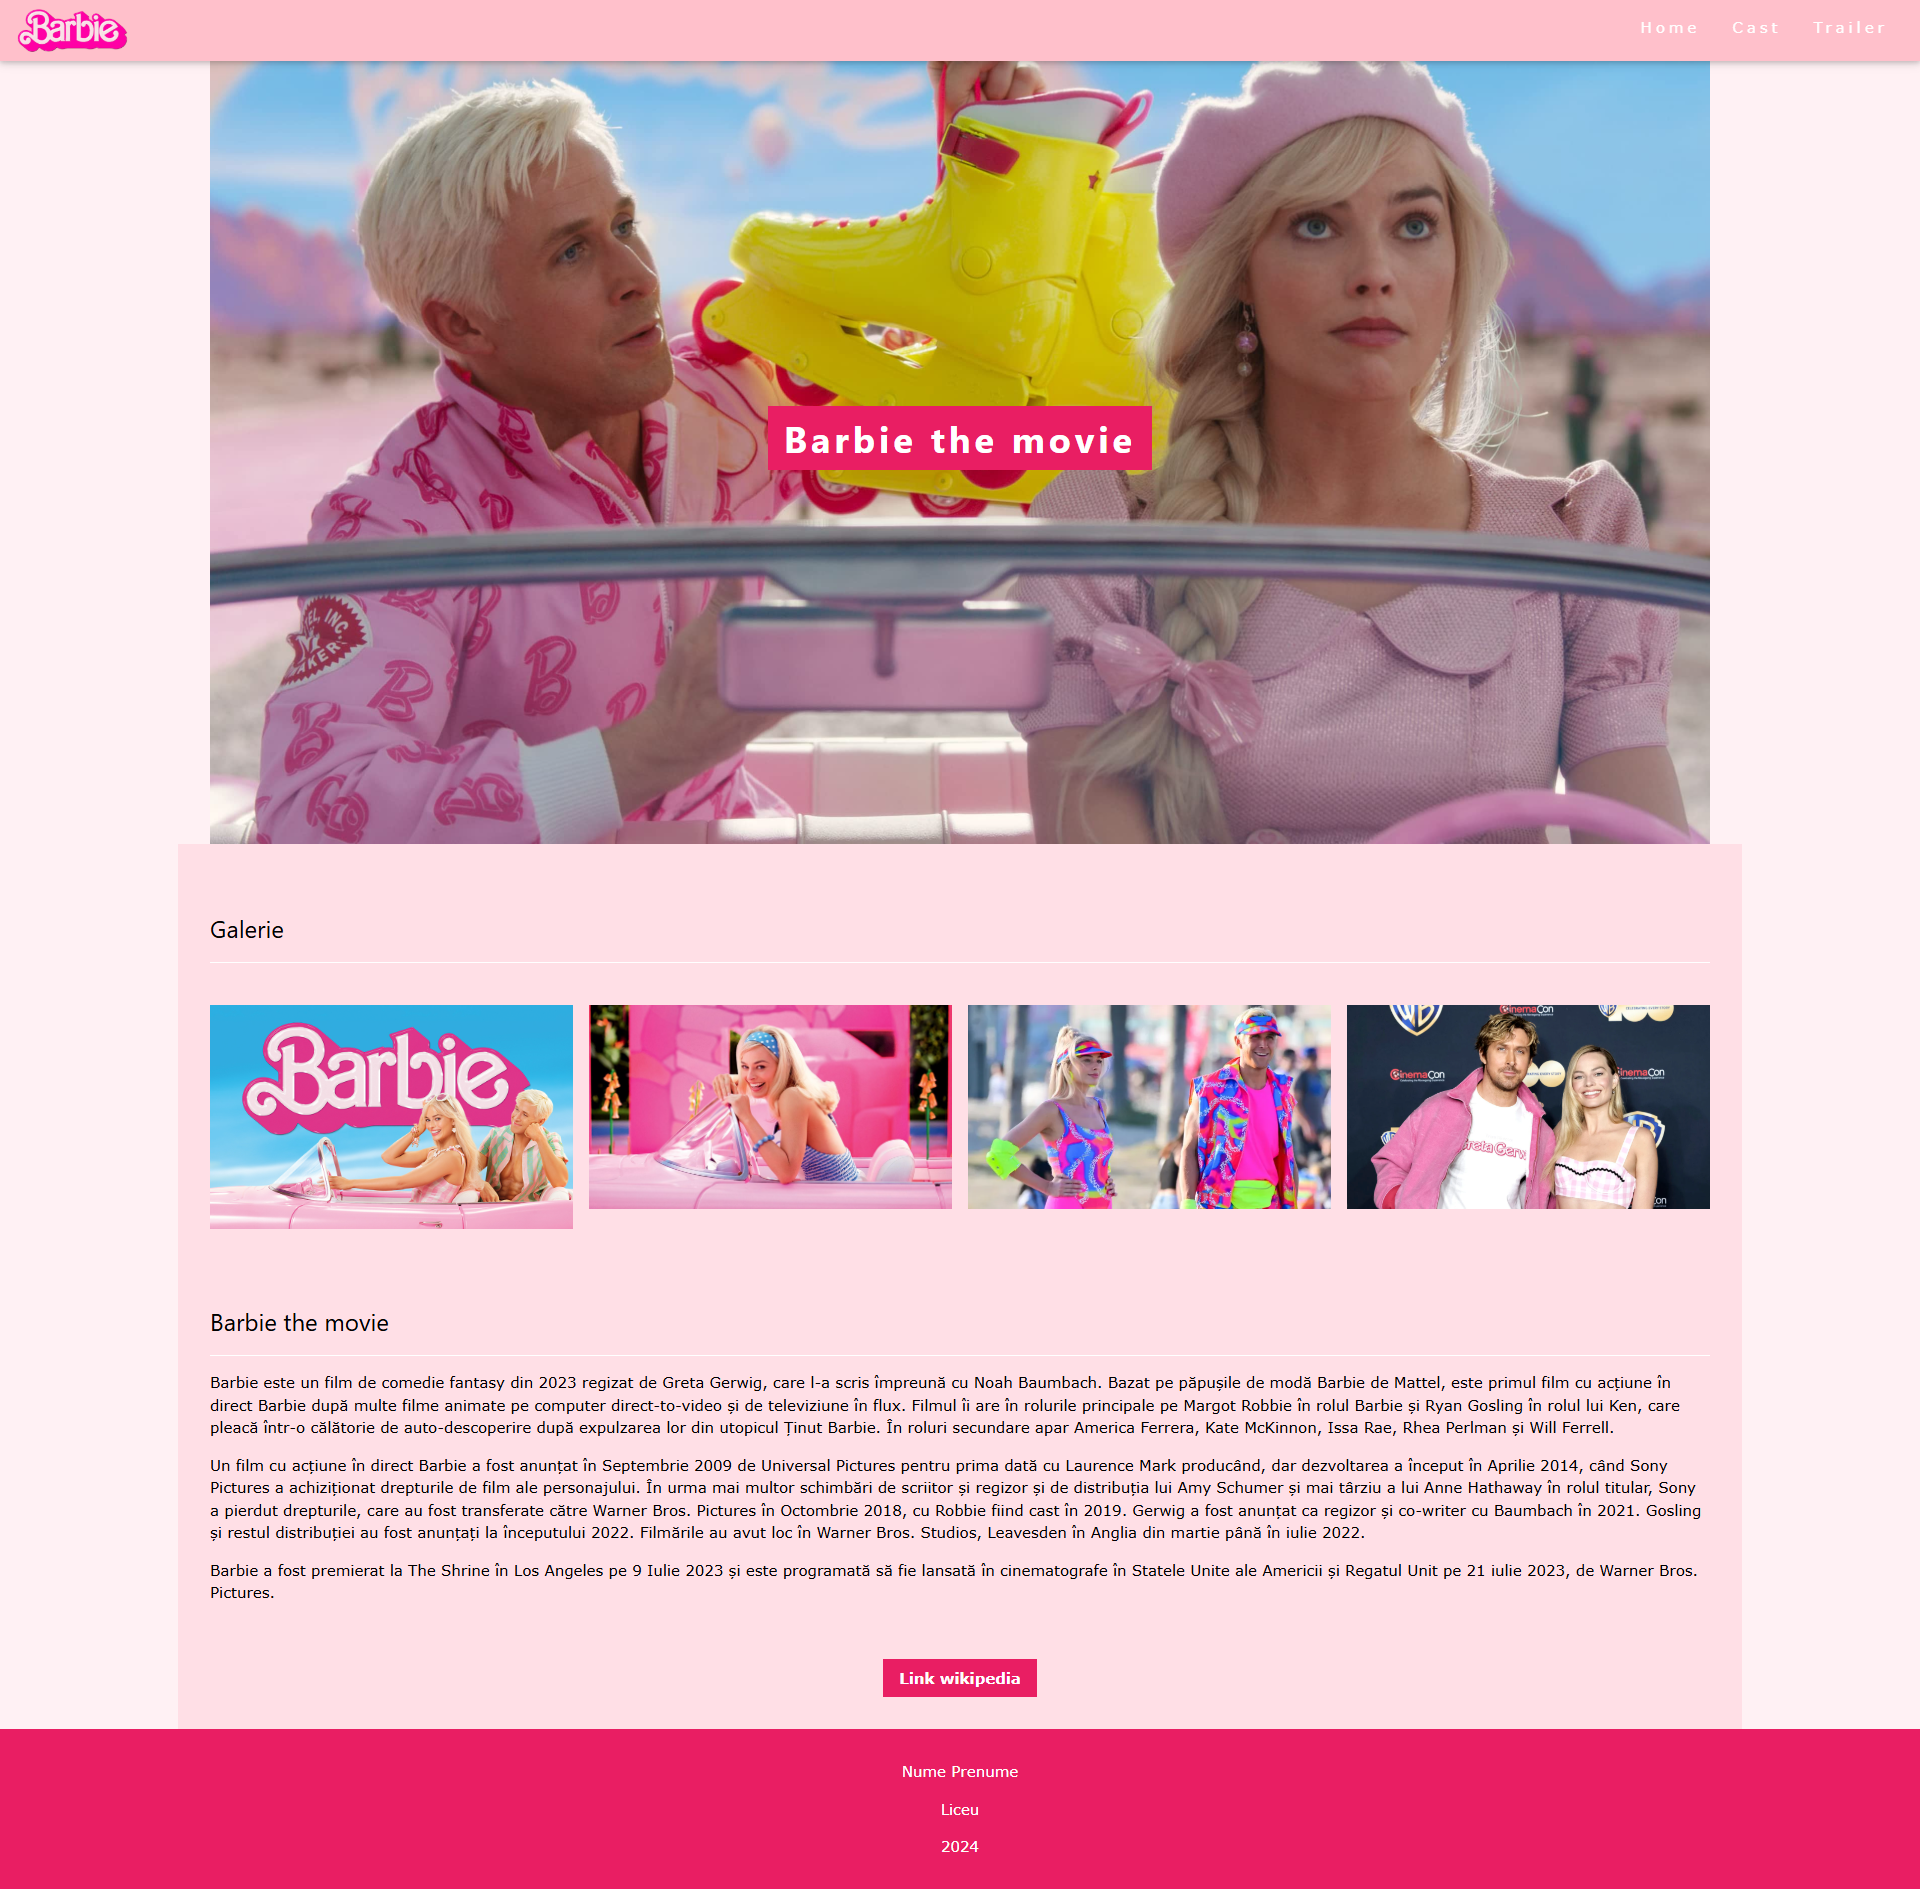 Barbie
Home Cast Trailer
Barbie the movie
Galerie
Barbie
CinemaCon
CinemaCon
CinemaCon
Greta Gerw
Barbie the movie
Barbie este un film de comedie fantasy din 2023 regizat de Greta Gerwig, care l-a scris împreună cu Noah Baumbach. Bazat pe păpușile de modă Barbie de Mattel, este primul film cu acțiune în
direct Barbie după multe filme animate pe computer direct-to-video și de televiziune în flux. Filmul îi are în rolurile principale pe Margot Robbie în rolul Barbie și Ryan Gosling în rolul lui Ken, care
pleacă într-o călătorie de auto-descoperire după expulzarea lor din utopicul Ținut Barbie. În roluri secundare apar America Ferrera, Kate McKinnon, Issa Rae, Rhea Perlman și Will Ferrell.
Un film cu acțiune în direct Barbie a fost anunțat în Septembrie 2009 de Universal Pictures pentru prima dată cu Laurence Mark producând, dar dezvoltarea a început în Aprilie 2014, când Sony
Pictures a achiziționat drepturile de film ale personajului. În urma mai multor schimbări de scriitor și regizor și de distribuția lui Amy Schumer și mai târziu a lui Anne Hathaway în rolul titular, Sony
a pierdut drepturile, care au fost transferate către Warner Bros. Pictures în Octombrie 2018, cu Robbie fiind cast în 2019. Gerwig a fost anunțat ca regizor și co-writer cu Baumbach în 2021. Gosling
și restul distribuției au fost anunțați la începutului 2022. Filmările au avut loc în Warner Bros. Studios, Leavesden în Anglia din martie până în iulie 2022.
Barbie a fost premierat la The Shrine în Los Angeles pe 9 Iulie 2023 și este programată să fie lansată în cinematografe în Statele Unite ale Americii și Regatul Unit pe 21 iulie 2023, de Warner Bros.
Pictures.
Link wikipedia
Nume Prenume
Liceu
2024